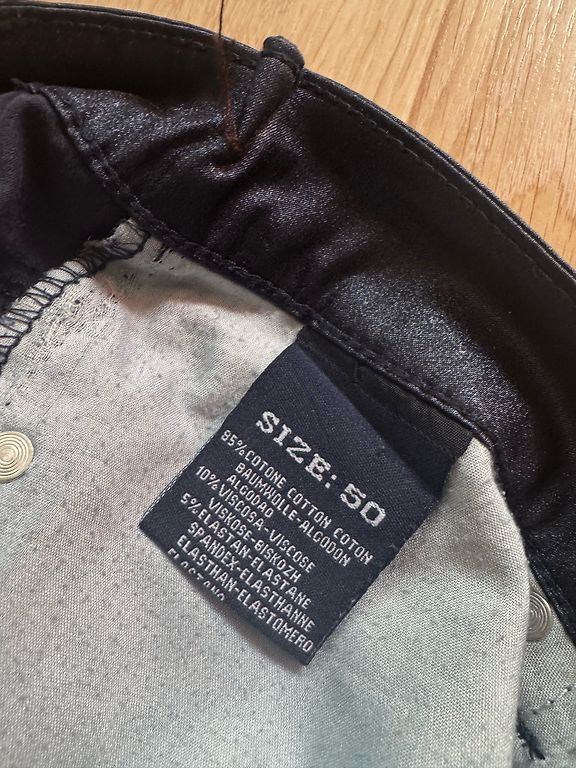 SIZE: 50
85%COTONE COTTON COTON
BAUMWOLLE-ALGODON
ALGODAO
10%VISCOSA-VISCOSE
VISKOSE-BISKOZH
5%ELASTAN-ELASTANE
SPANDEX-ELASTHANNE
ELASTHAN-ELASTOMERO